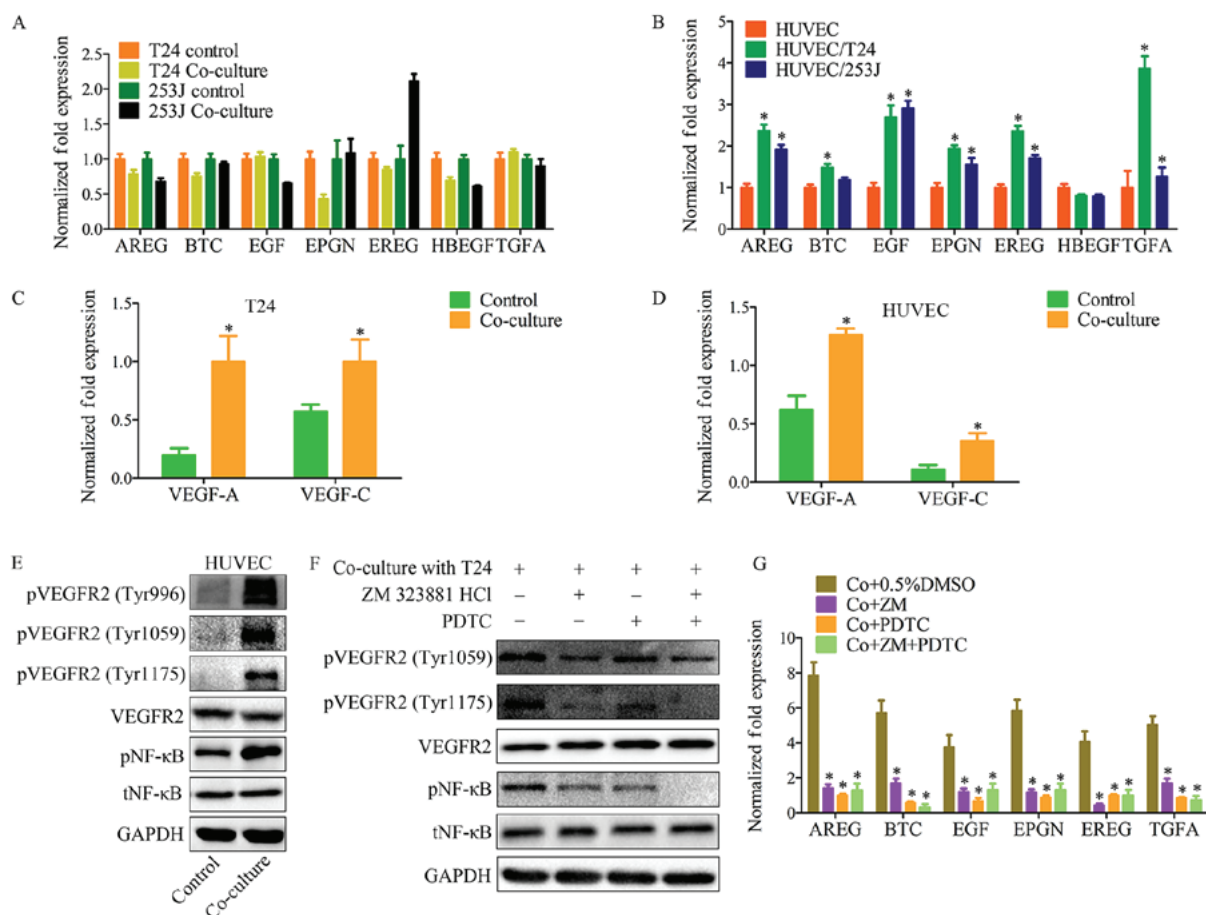 A
Normalized fold expression
T24 control
T24 Co-culture
253J control
253J Co-culture
2.5
2.0
1.5
1.0
0.5
0.0
AREG BTC EGF EPGN EREG HBEGF TGFA
B
Normalized fold expression
HUVEC
HUVEC/T24
HUVEC/253J
5
4
3
2
1
0
* * * * * * * * * * *
AREG BTC EGF EPGN EREG HBEGF TGFA
C
Normalized fold expression
T24
Control
Co-culture
1.5
1.0
0.5
0.0
* *
VEGF-A VEGF-C
D
Normalized fold expression
HUVEC
Control
Co-culture
1.5
1.0
0.5
0.0
* *
VEGF-A VEGF-C
E
HUVEC
pVEGFR2 (Tyr996)
pVEGFR2 (Tyr1059)
pVEGFR2 (Tyr1175)
VEGFR2
pNF-κB
tNF-κB
GAPDH
Control Co-culture
F
Co-culture with T24 + + + +
ZM 323881 HCl − + − +
PDTC − − + +
pVEGFR2 (Tyr1059)
pVEGFR2 (Tyr1175)
VEGFR2
pNF-κB
tNF-κB
GAPDH
G
Normalized fold expression
Co+0.5%DMSO
Co+ZM
Co+PDTC
Co+ZM+PDTC
8
6
4
2
0
* * * * * * * * * * * * * * * * * *
AREG BTC EGF EPGN EREG TGFA